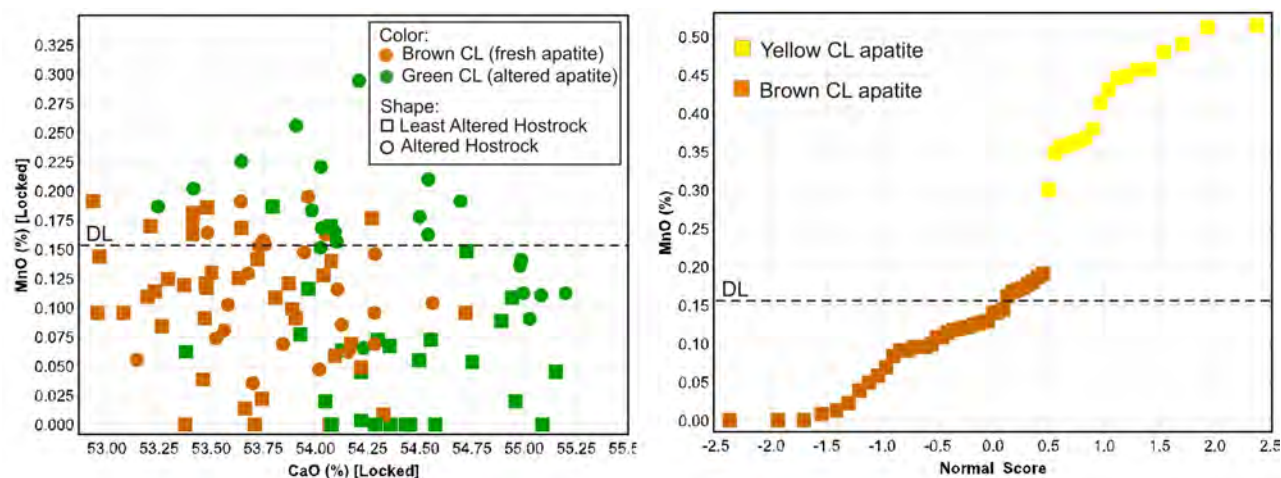 Color:
Brown CL (fresh apatite)
Green CL (altered apatite)
Shape:
Least Altered Hostrock
Altered Hostrock
DL
MnO (%) [Locked]
0.325
0.300
0.275
0.250
0.225
0.200
0.175
0.150
0.125
0.100
0.075
0.050
0.025
0.000
53.00 53.25 53.50 53.75 54.00 54.25 54.50 54.75 55.00 55.25 55.5
CaO (%) [Locked]
Yellow CL apatite
Brown CL apatite
DL
MnO (%)
0.50
0.45
0.40
0.35
0.30
0.25
0.20
0.15
0.10
0.05
0.00
-2.5 -2.0 -1.5 -1.0 -0.5 0.0 0.5 1.0 1.5 2.0 2.5
Normal Score